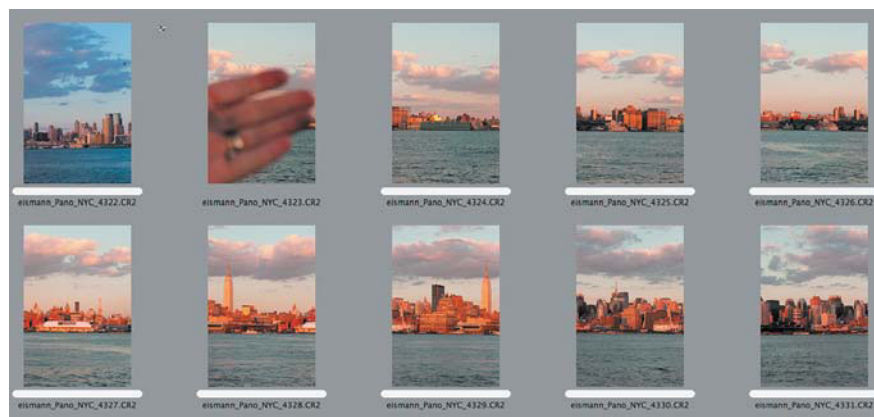 eismann_Pano_NYC_4322.CR2
eismann_Pano_NYC_4323.CR2
eismann_Pano_NYC_4324.CR2
eismann_Pano_NYC_4325.CR2
eismann_Pano_NYC_4326.CR2
eismann_Pano_NYC_4327.CR2
eismann_Pano_NYC_4328.CR2
eismann_Pano_NYC_4329.CR2
eismann_Pano_NYC_4330.CR2
eismann_Pano_NYC_4331.CR2